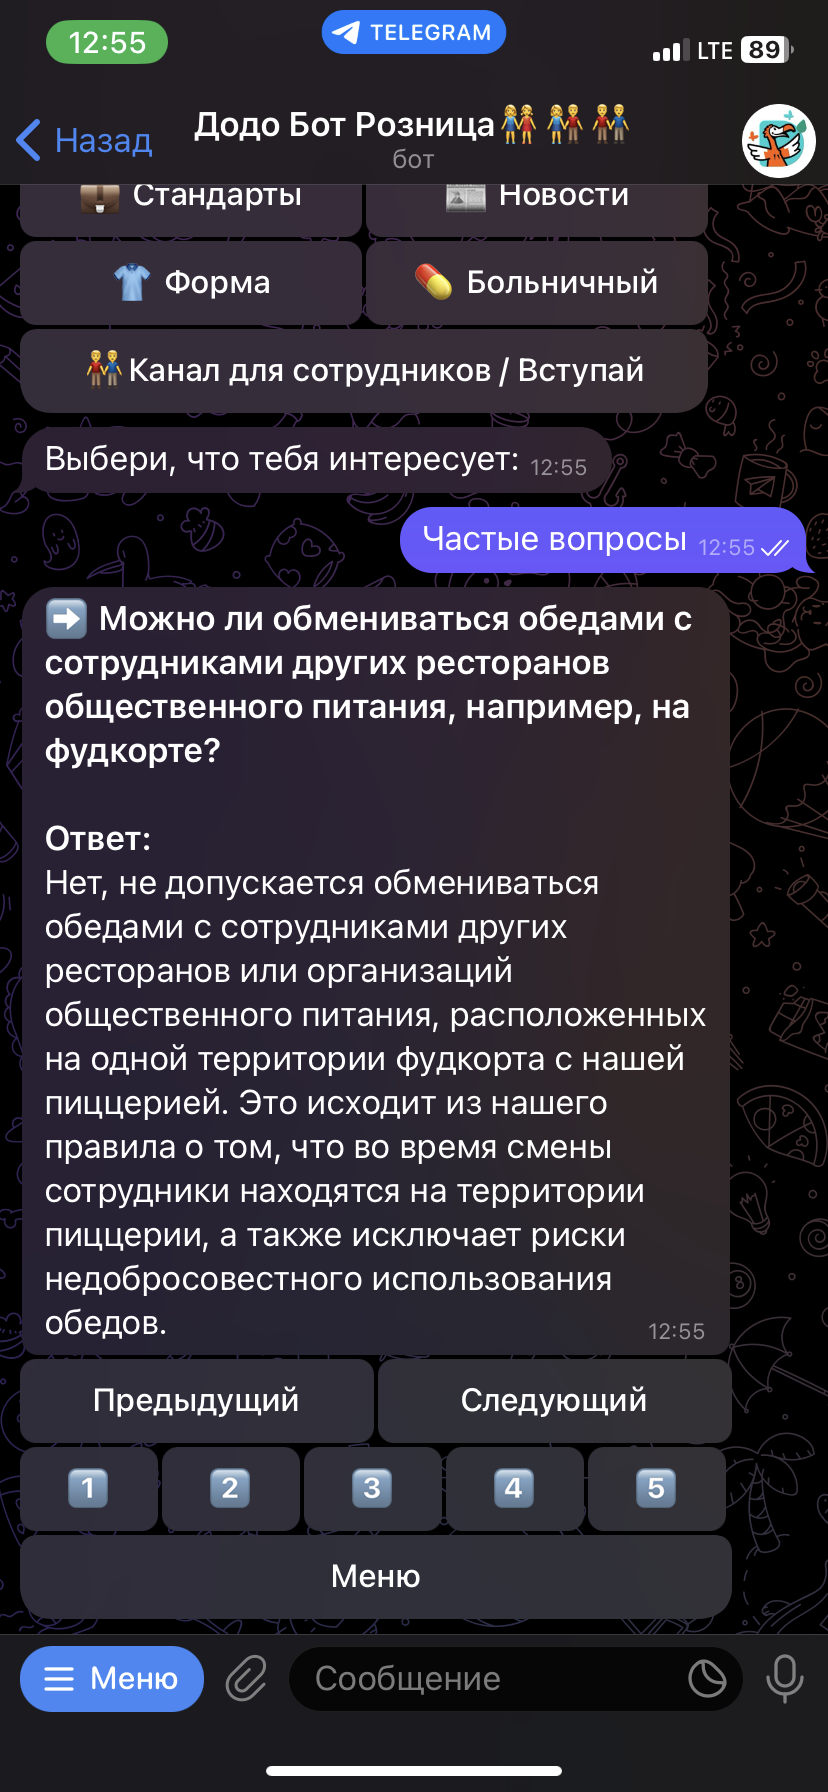 12:55
TELEGRAM
LTE 89
Назад
Додо Бот Розница
бот
Стандарты
Новости
Форма
Больничный
Канал для сотрудников / Вступай
Выбери, что тебя интересует: 12:55
Частые вопросы 12:55
Можно ли обмениваться обедами с
сотрудниками других ресторанов
общественного питания, например, на
фудкорте?
Ответ:
Нет, не допускается обмениваться
обедами с сотрудниками других
ресторанов или организаций
общественного питания, расположенных
на одной территории фудкорта с нашей
пиццерией. Это исходит из нашего
правила о том, что во время смены
сотрудники находятся на территории
пиццерии, а также исключает риски
недобросовестного использования
обедов.
12:55
Предыдущий
Следующий
1
2
3
4
5
Меню
Меню
Сообщение